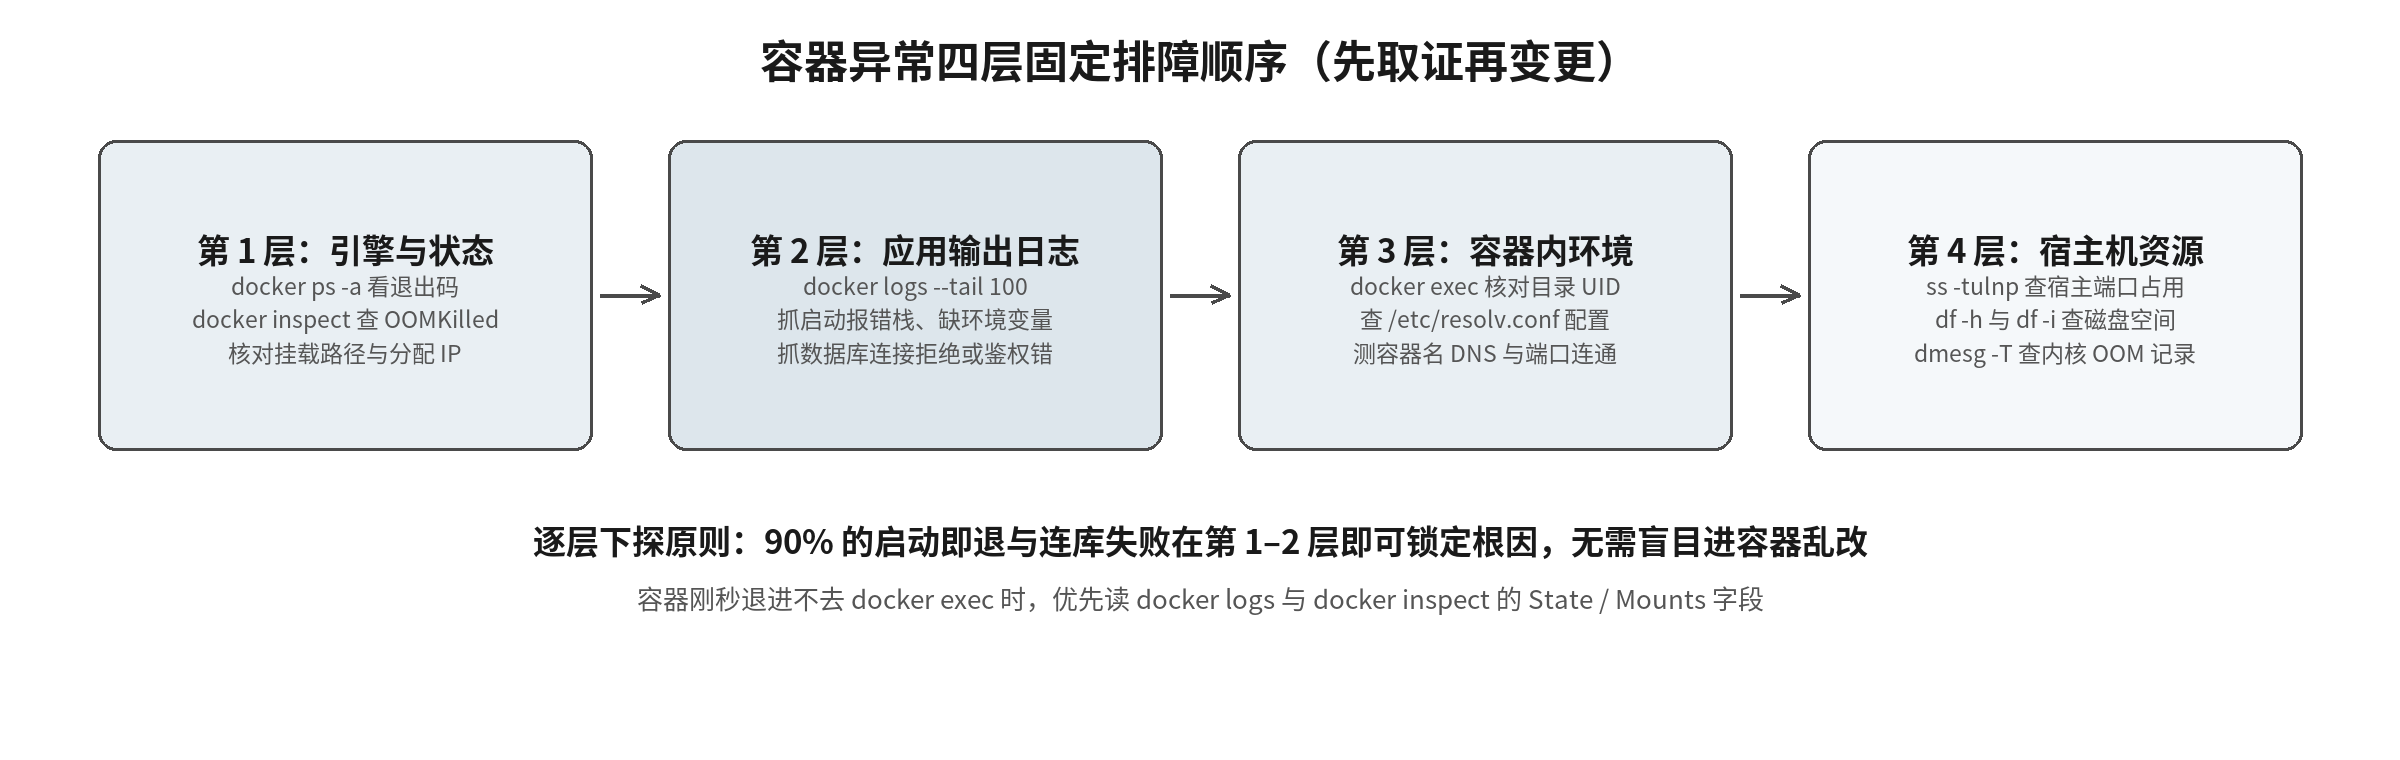 容器异常四层固定排障顺序（先取证再变更）
第 1 层：引擎与状态
docker ps -a 看退出码
docker inspect 查 OOMKilled
核对挂载路径与分配 IP
第 2 层：应用输出日志
docker logs --tail 100
抓启动报错栈、缺环境变量
抓数据库连接拒绝或鉴权错
第 3 层：容器内环境
docker exec 核对目录 UID
查 /etc/resolv.conf 配置
测容器名 DNS 与端口连通
第 4 层：宿主机资源
ss -tulnp 查宿主端口占用
df -h 与 df -i 查磁盘空间
dmesg -T 查内核 OOM 记录
逐层下探原则：90% 的启动即退与连库失败在第 1–2 层即可锁定根因，无需盲目进容器乱改
容器刚秒退进不去 docker exec 时，优先读 docker logs 与 docker inspect 的 State / Mounts 字段